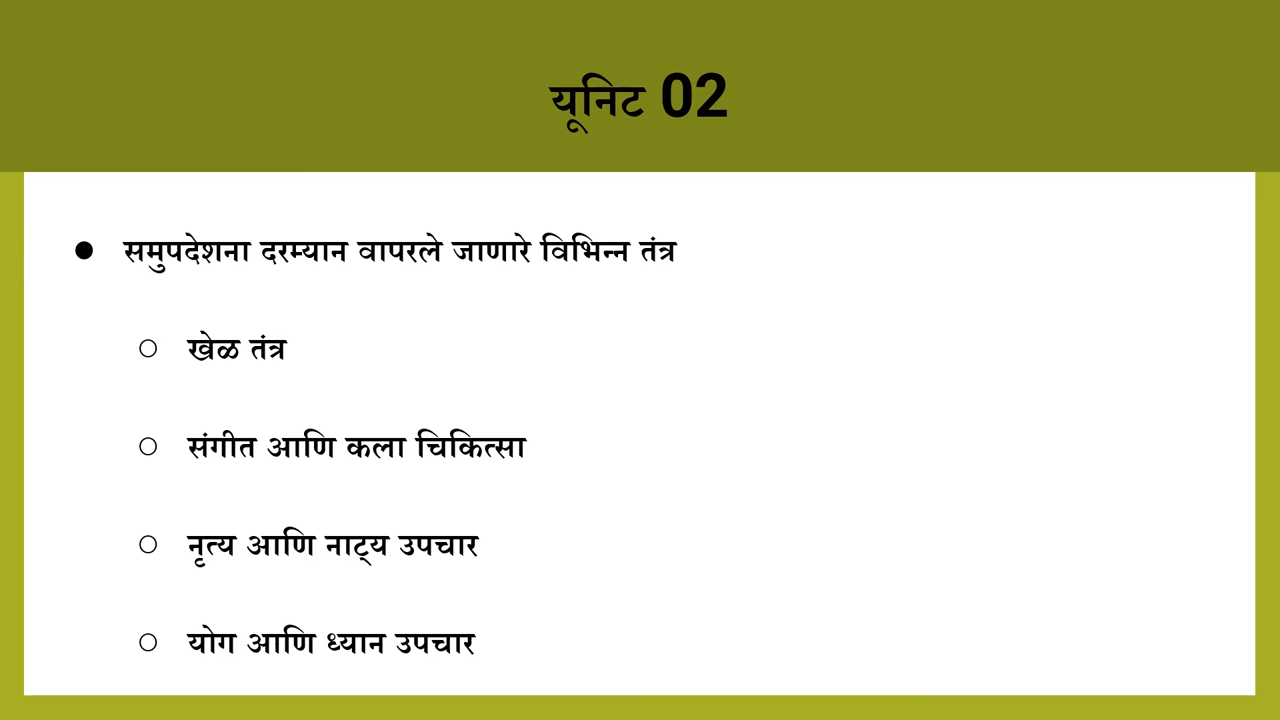 यूनिट 02
● समुपदेशना दरम्यान वापरले जाणारे विभिन्न तंत्र
○ खेळ तंत्र
○ संगीत आणि कला चिकित्सा
○ नृत्य आणि नाट्य उपचार
○ योग आणि ध्यान उपचार